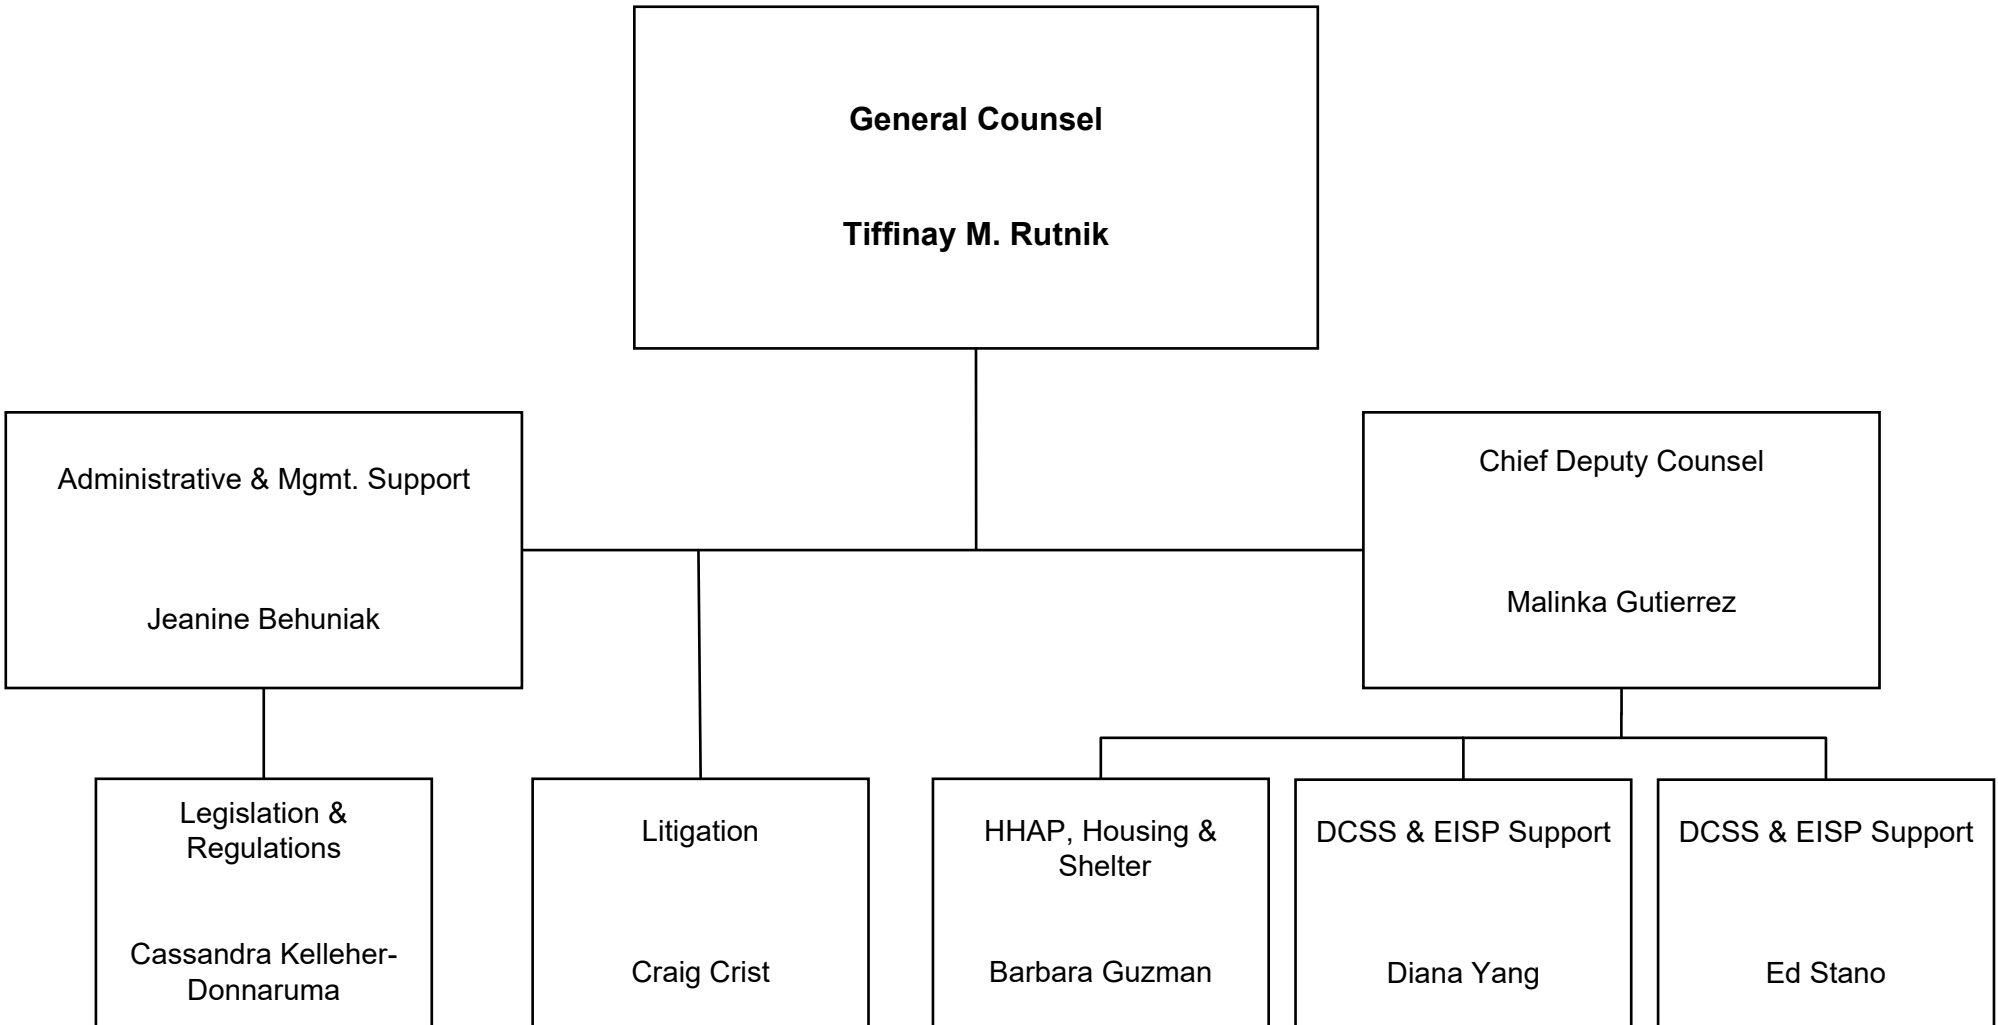 General Counsel
Tiffinay M. Rutnik
Administrative & Mgmt. Support
Jeanine Behuniak
Chief Deputy Counsel
Malinka Gutierrez
Legislation &
Regulations
Cassandra Kelleher-
Donnaruma
Litigation
Craig Crist
HHAP, Housing &
Shelter
Barbara Guzman
DCSS & EISP Support
Diana Yang
DCSS & EISP Support
Ed Stano